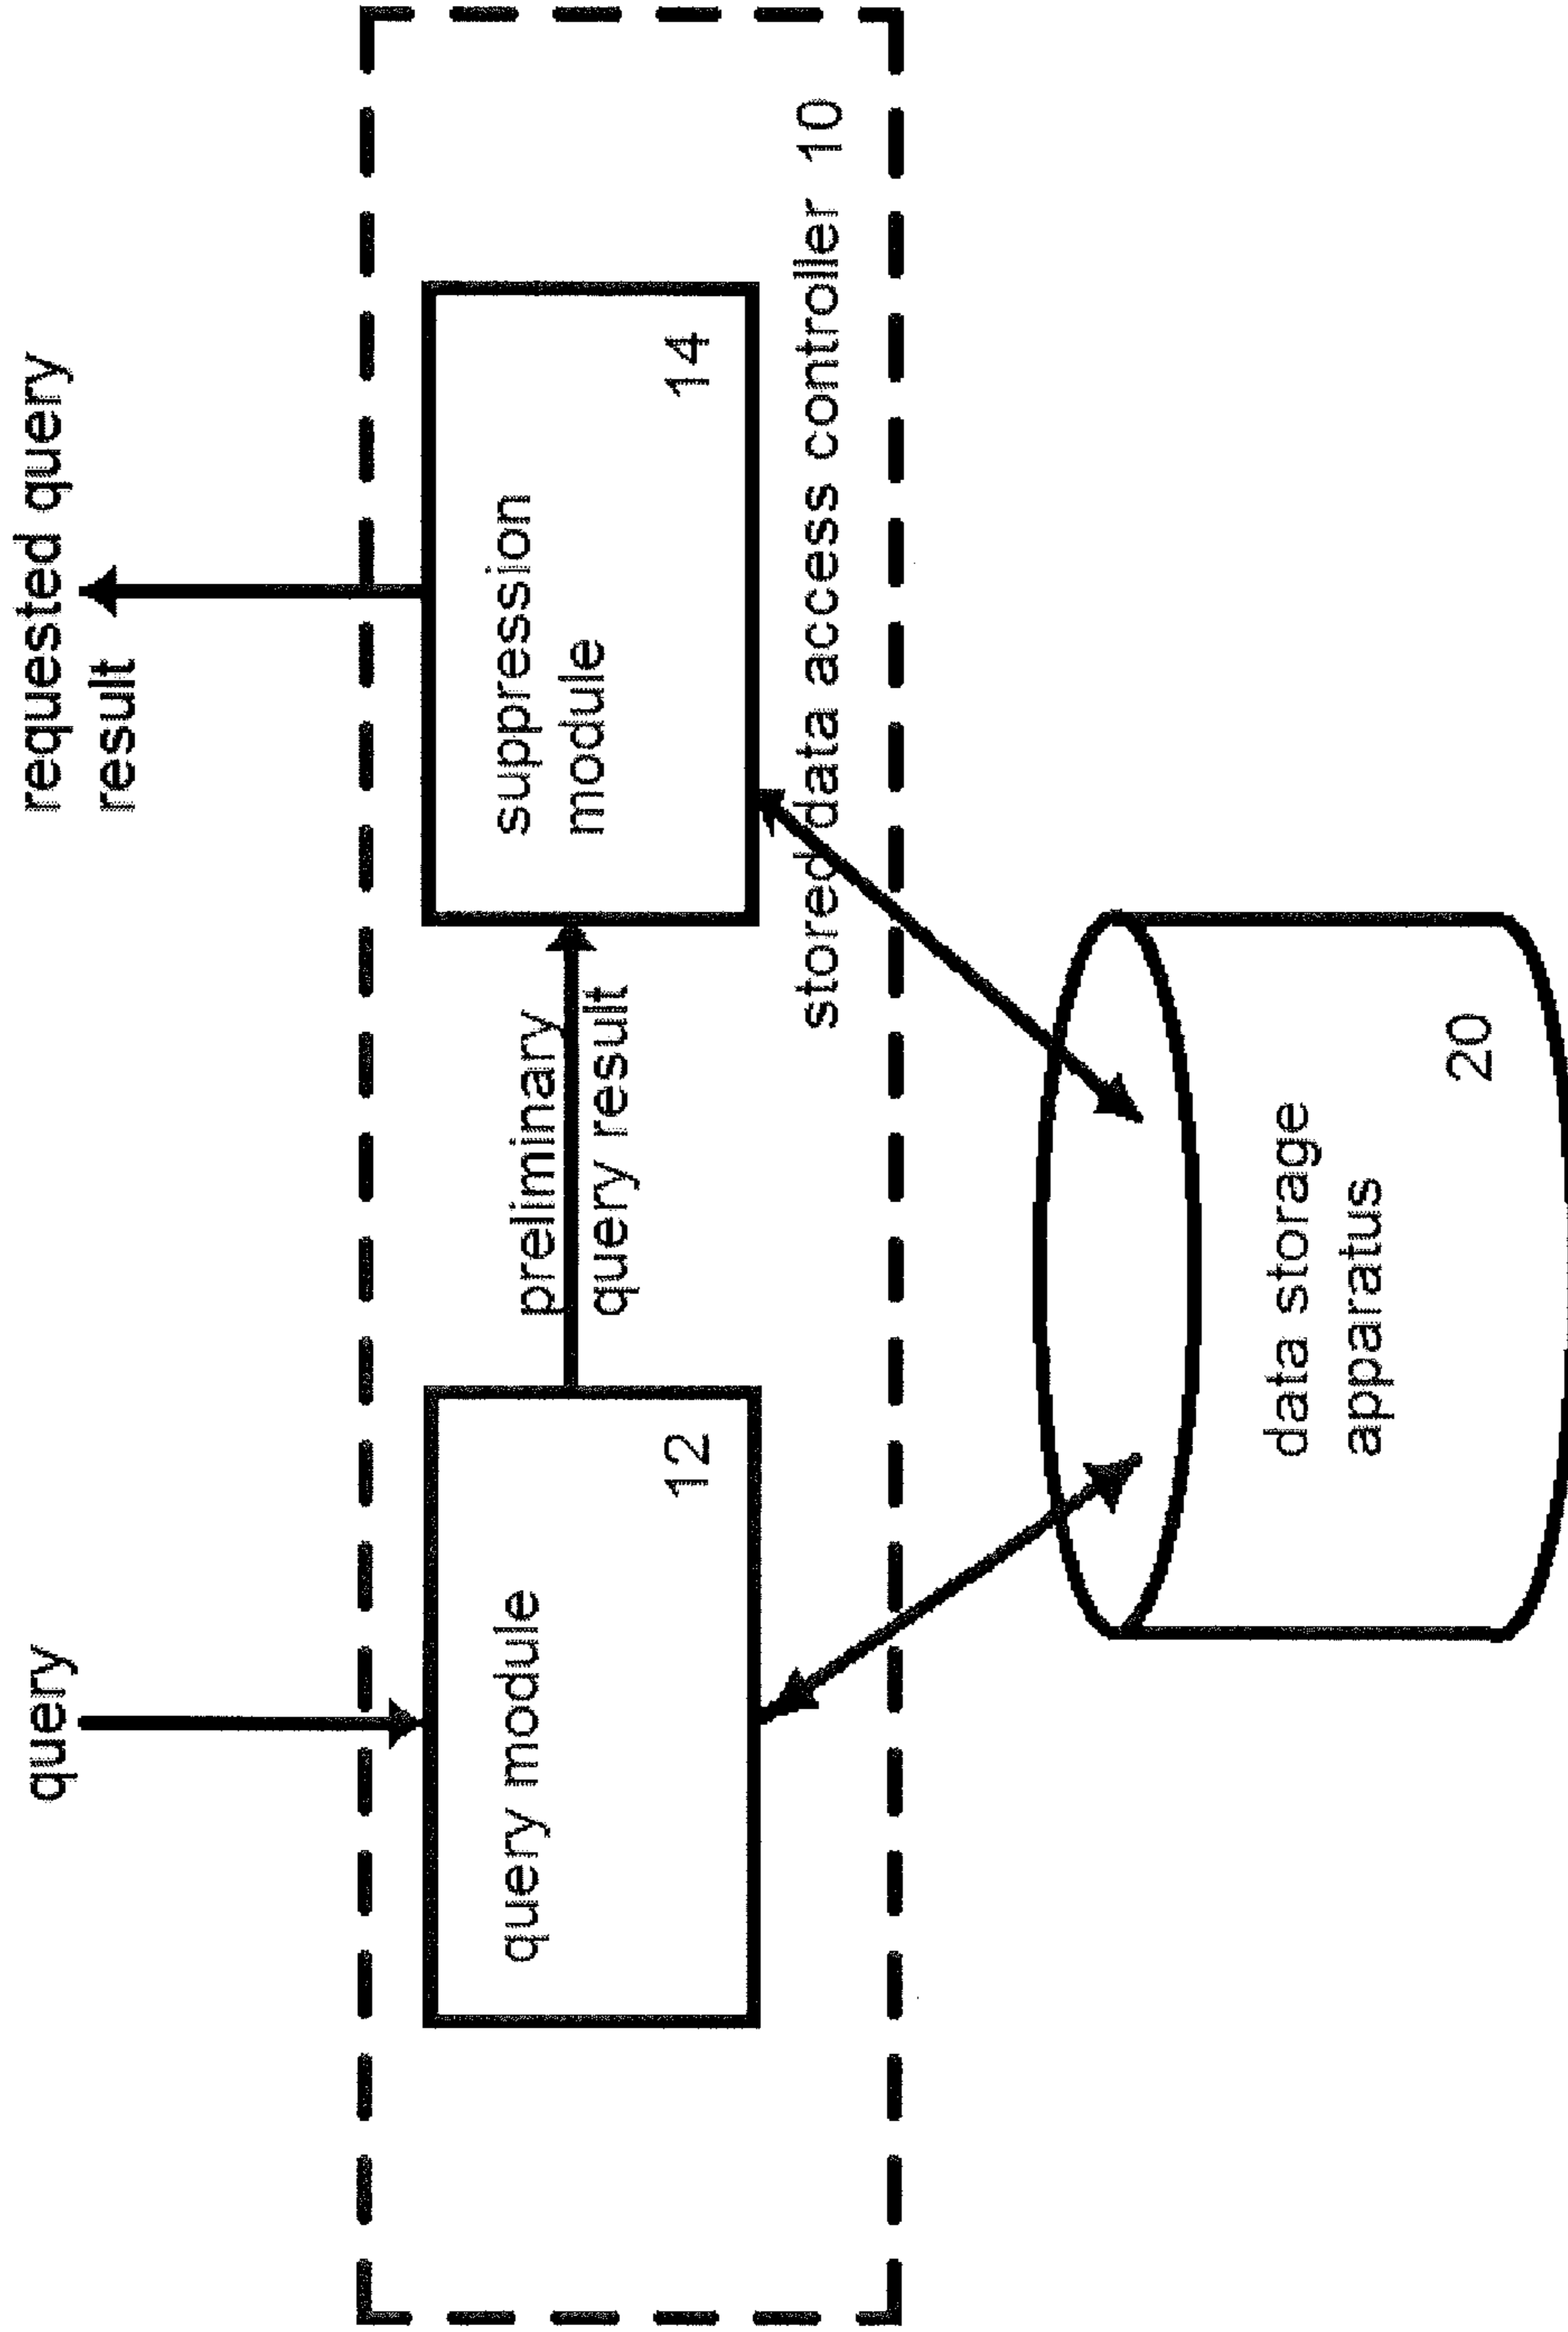 query
requested query
result
query module
12
preliminary
query result
suppression
module
14
stored data access controller 10
data storage
apparatus
20